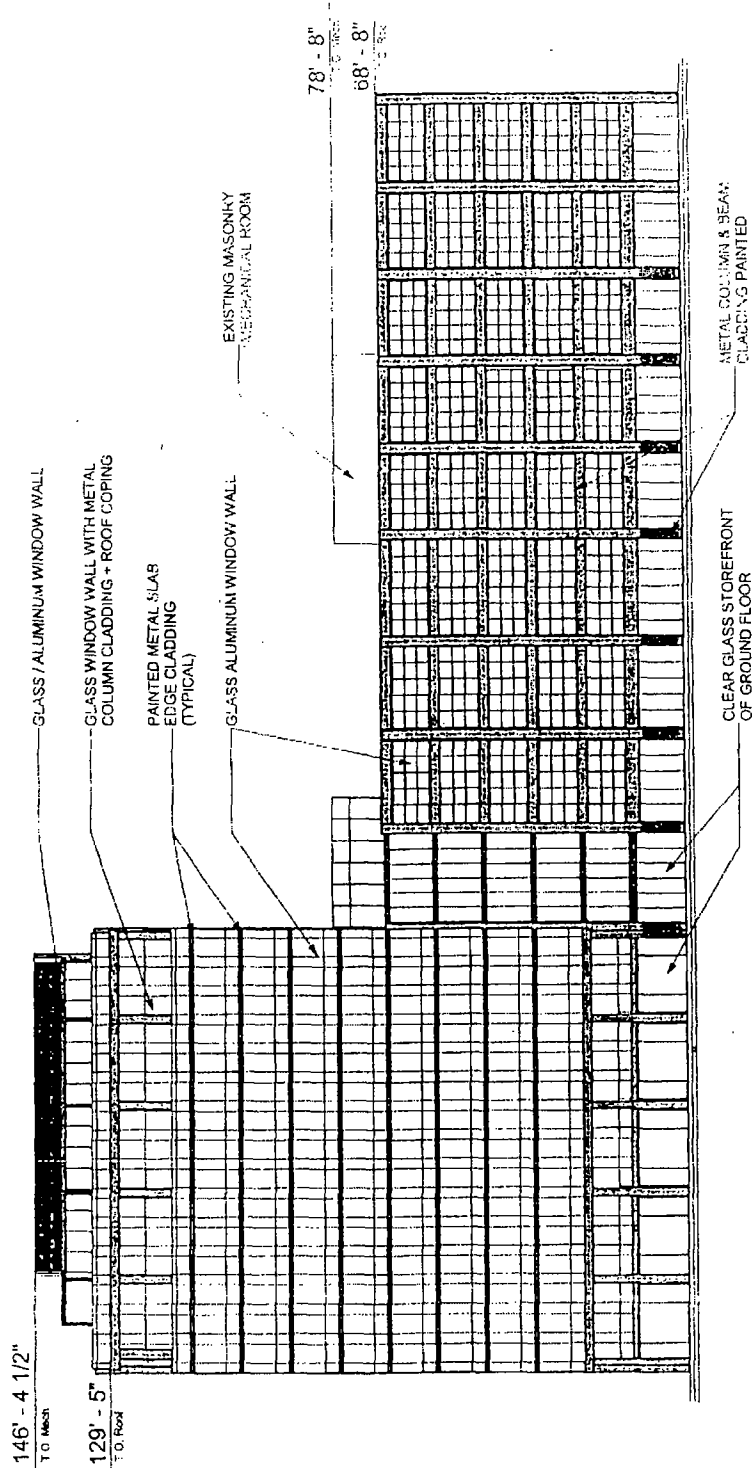 146' - 4 1/2"
T O Mech
129' - 5"
T O. Roof
GLASS / ALUMINUM WINDOW WALL
GLASS WINDOW WALL WITH METAL
COLUMN CLADDING + ROOF COPING
PAINTED METAL SLAB
EDGE CLADDING
(TYPICAL)
GLASS ALUMINUM WINDOW WALL
EXISTING MASONRY
MECHANICAL ROOM
78' - 8"
68' - 8"
METAL COLUMN & BEAM
CLADDING PAINTED
CLEAR GLASS STOREFRONT
OF GROUND FLOOR